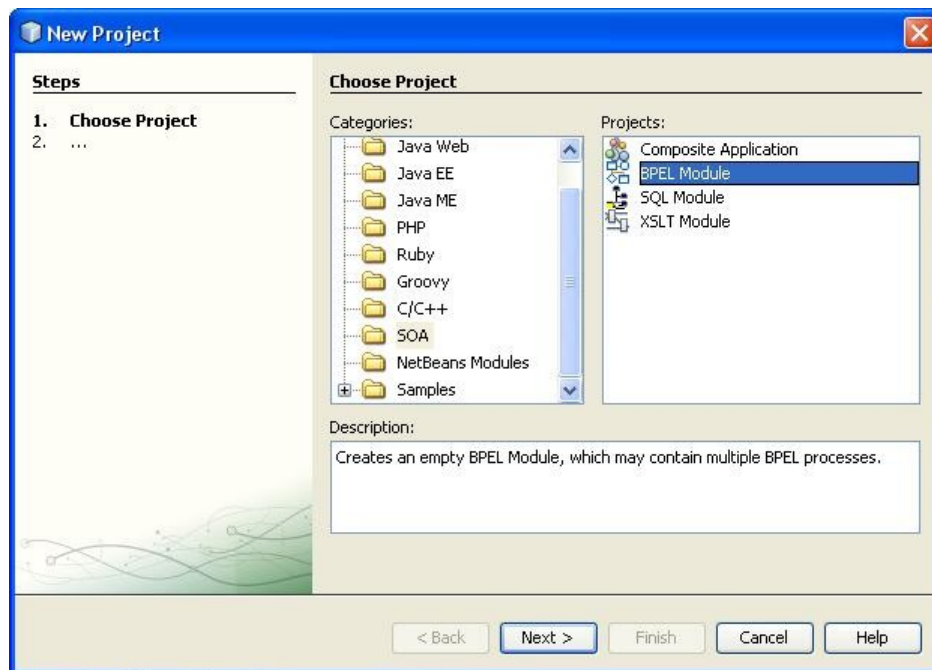 New Project
Steps
1. Choose Project
2. ...
Choose Project
Categories:
Java Web
Java EE
Java ME
PHP
Ruby
Groovy
C/C++
SOA
NetBeans Modules
Samples
Projects:
Composite Application
BPEL Module
SQL Module
XSLT Module
Description:
Creates an empty BPEL Module, which may contain multiple BPEL processes.
< Back
Next >
Finish
Cancel
Help